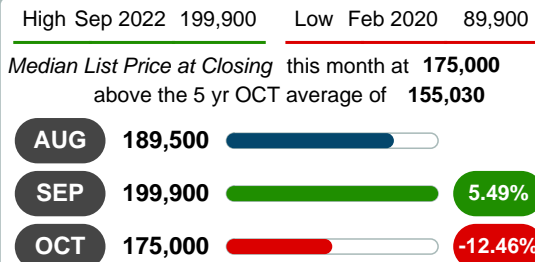 High Sep 2022 199,900 Low Feb 2020 89,900
Median List Price at Closing this month at 175,000
above the 5 yr OCT average of 155,030
AUG 189,500
SEP 199,900 5.49%
OCT 175,000 -12.46%